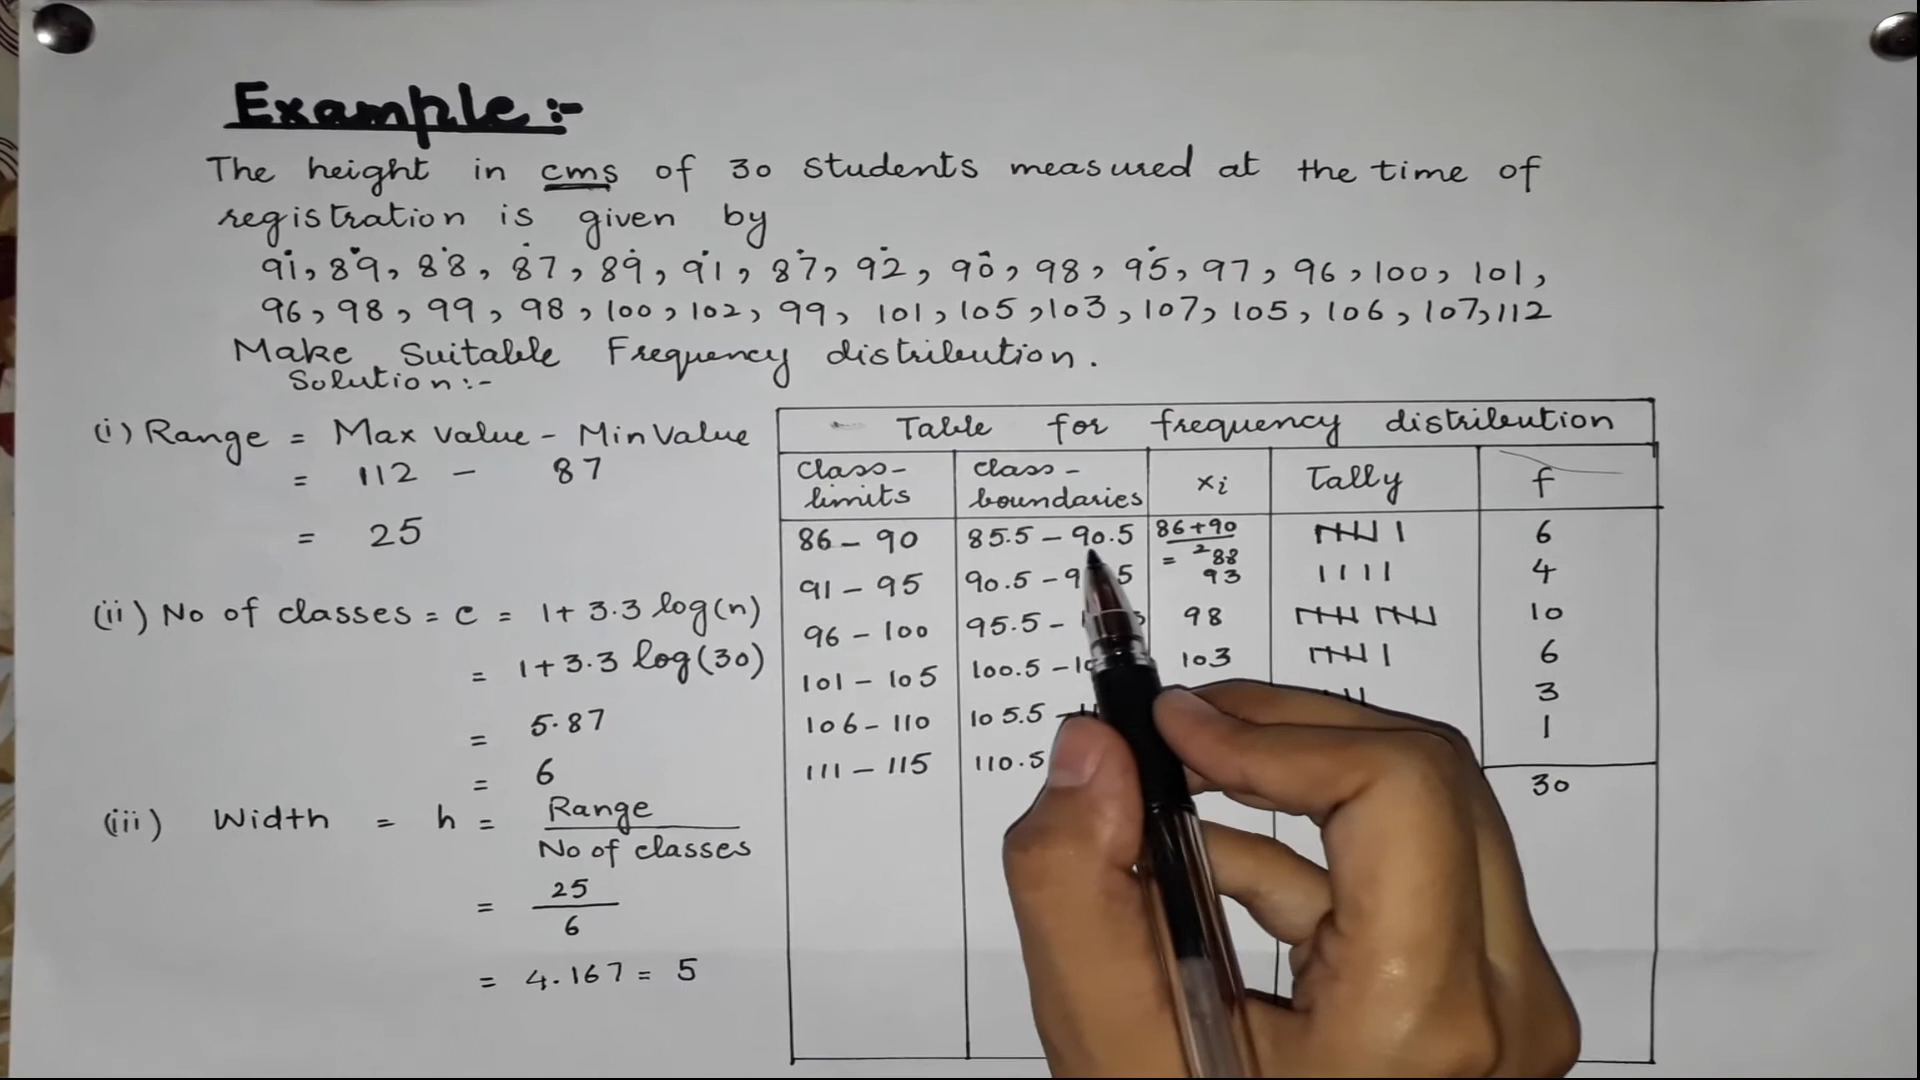 Example:-
The height in cms of 30 students measured at the time of
registration is given by
91, 89, 88, 87, 89, 91, 87, 92, 90, 98, 95, 97, 96, 100, 101,
96, 98, 99, 98, 100, 102, 99, 101, 105, 103, 107, 105, 106, 107, 112
Make Suitable Frequency distribution.
Solution:-
(i) Range = Max value - Min Value
= 112 - 87
= 25
(ii) No of classes = c = 1+3.3 log(n)
= 1+3.3 log(30)
= 5.87
= 6
(iii) Width = h = Range
No of classes
= 25
6
= 4.167 = 5
Table for frequency distribution
Class-limits Class-boundaries xi Tally f
86 - 90 85.5 - 90.5 86+90 6
2
= 88
91 - 95 90.5 - 93 4
96 - 100 95.5 - 98 10
101 - 105 100.5 - 103 6
106 - 110 105.5 - 3
111 - 115 110.5 1
30